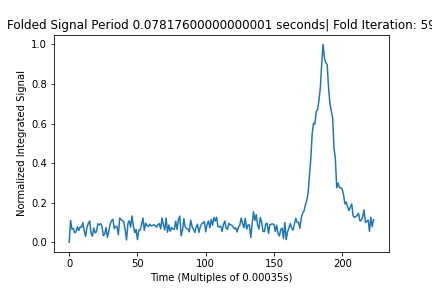 Folded Signal Period 0.07817600000000001 seconds| Fold Iteration: 59
1.0
0.8
0.6
0.4
0.2
0.0
Normalized Integrated Signal
0 50 100 150 200
Time (Multiples of 0.00035s)